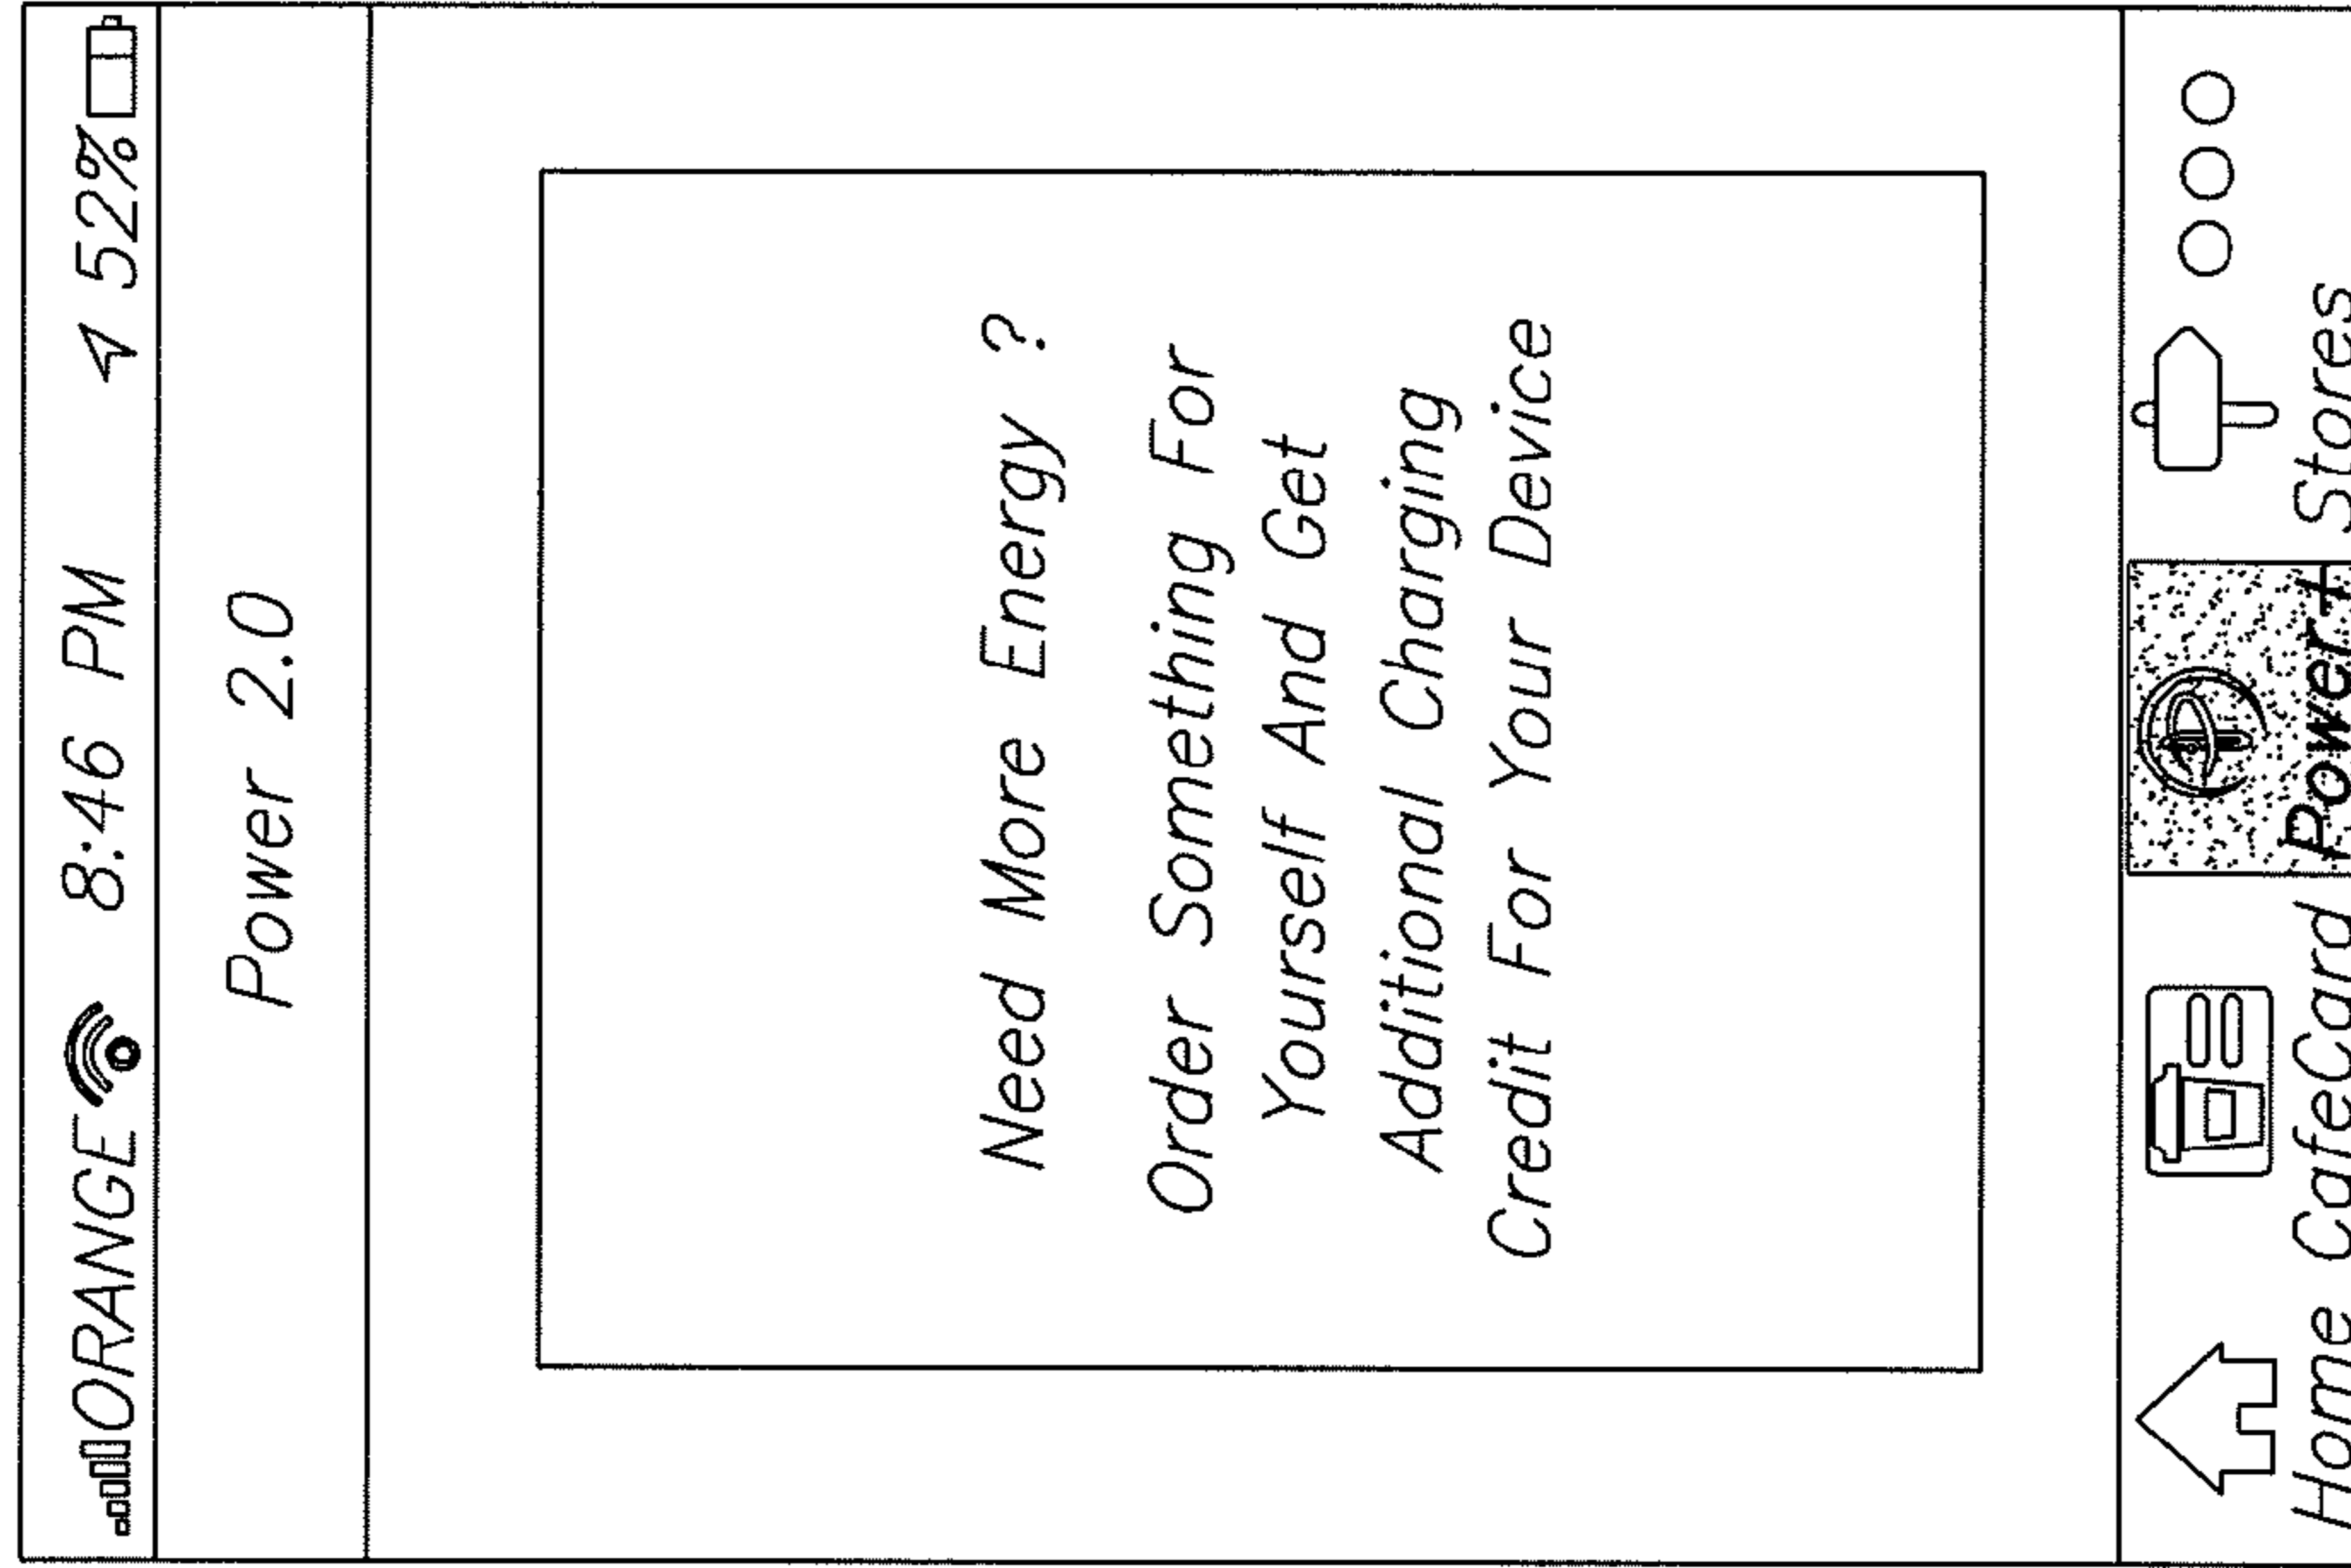 ORANGE 8:46 PM 52%
Power 2.0
Need More Energy ?
Order Something For
Yourself And Get
Additional Charging
Credit For Your Device
Home CafeCard Power+ Stores